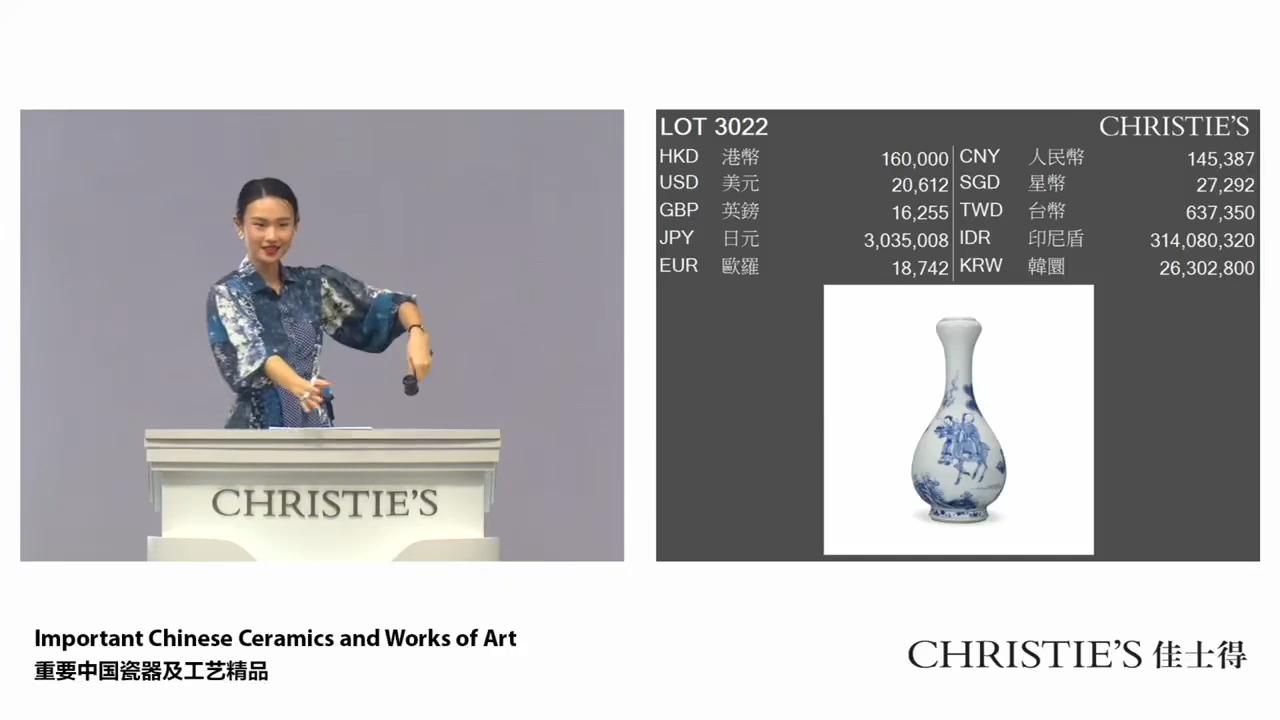 CHRISTIE'S
LOT 3022 CHRISTIE'S
HKD 港幣 160,000 CNY 人民幣 145,387
USD 美元 20,612 SGD 星幣 27,292
GBP 英鎊 16,255 TWD 台幣 637,350
JPY 日元 3,035,008 IDR 印尼盾 314,080,320
EUR 歐羅 18,742 KRW 韓圜 26,302,800
Important Chinese Ceramics and Works of Art
重要中国瓷器及工艺精品
CHRISTIE'S 佳士得